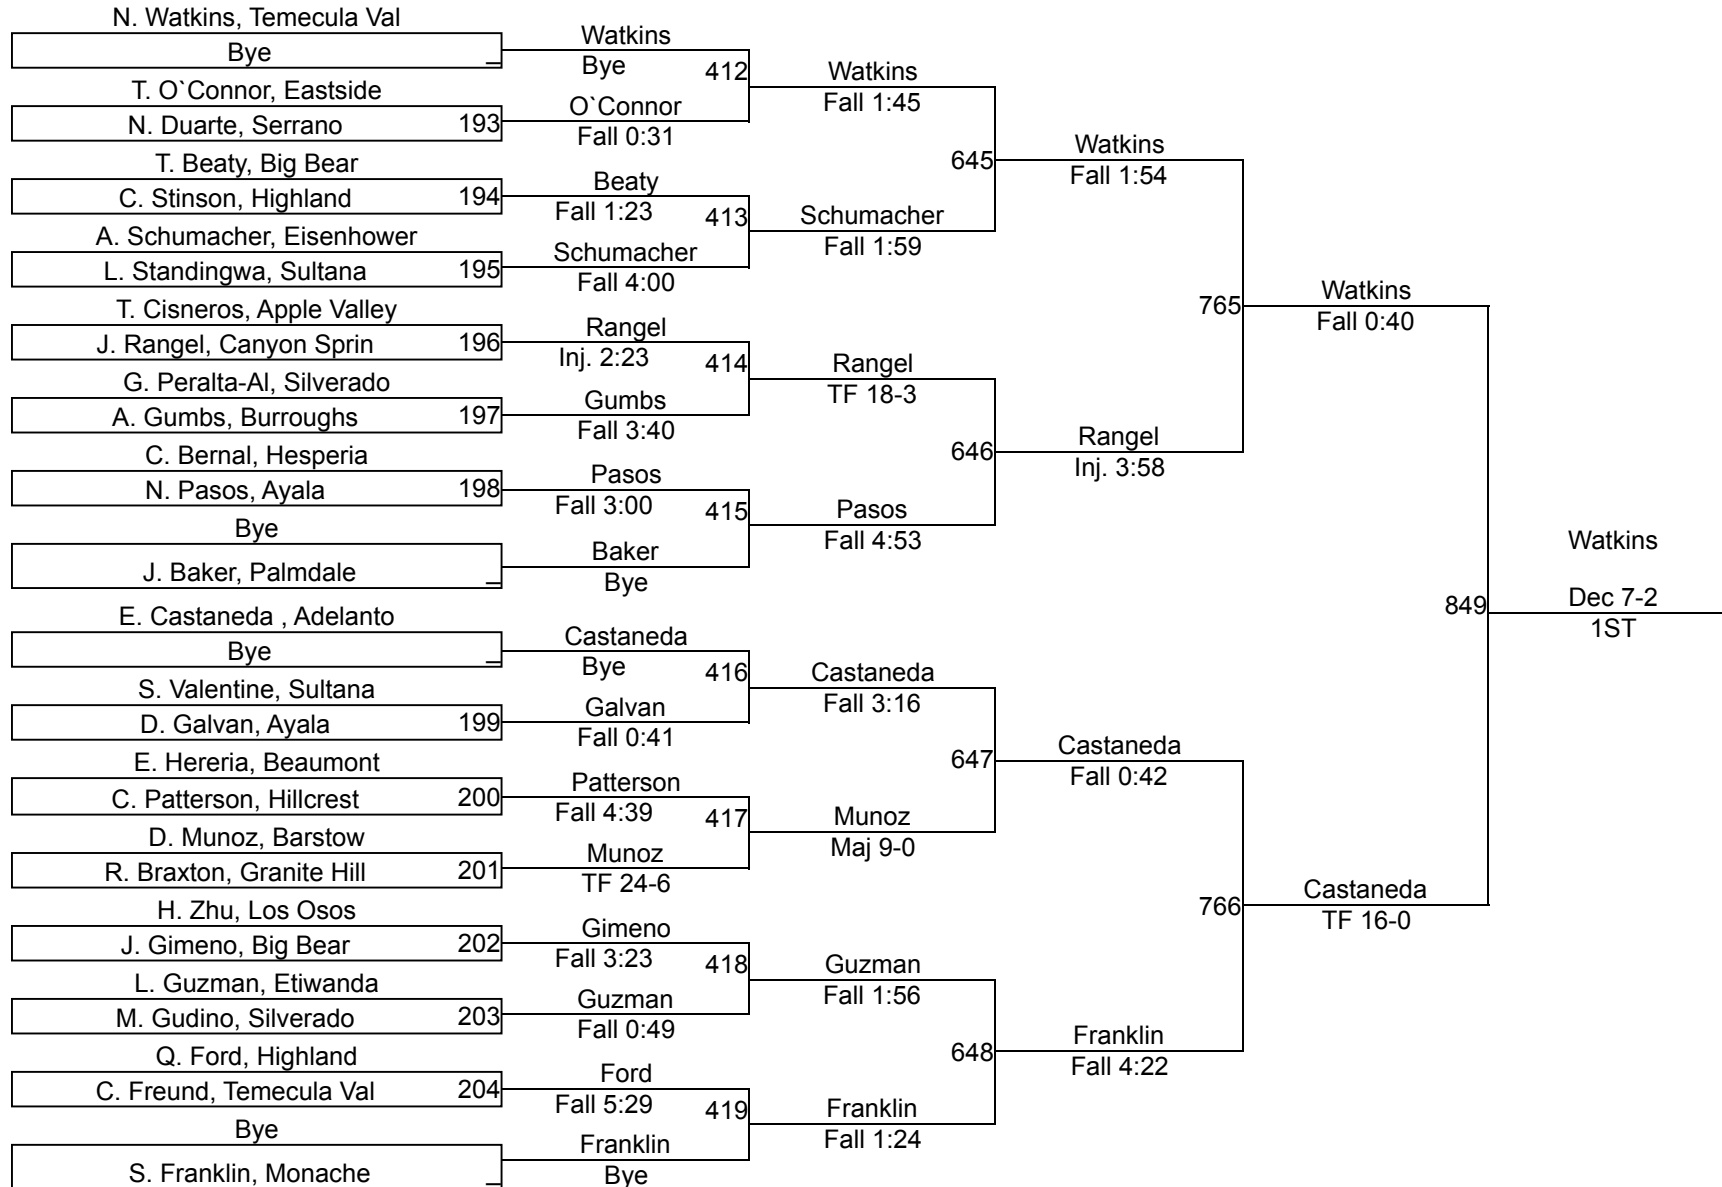 N. Watkins, Temecula Val
Bye _
T. O`Connor, Eastside
N. Duarte, Serrano 193
T. Beaty, Big Bear
C. Stinson, Highland 194
A. Schumacher, Eisenhower
L. Standingwa, Sultana 195
T. Cisneros, Apple Valley
J. Rangel, Canyon Sprin 196
G. Peralta-Al, Silverado
A. Gumbs, Burroughs 197
C. Bernal, Hesperia
N. Pasos, Ayala 198
Bye
J. Baker, Palmdale _
E. Castaneda , Adelanto
Bye _
S. Valentine, Sultana
D. Galvan, Ayala 199
E. Hereria, Beaumont
C. Patterson, Hillcrest 200
D. Munoz, Barstow
R. Braxton, Granite Hill 201
H. Zhu, Los Osos
J. Gimeno, Big Bear 202
L. Guzman, Etiwanda
M. Gudino, Silverado 203
Q. Ford, Highland
C. Freund, Temecula Val 204
Bye
S. Franklin, Monache _
Watkins
Bye 412
O`Connor
Fall 0:31
Beaty
Fall 1:23 413
Schumacher
Fall 4:00
Rangel
Inj. 2:23 414
Gumbs
Fall 3:40
Pasos
Fall 3:00 415
Baker
Bye
Castaneda
Bye 416
Galvan
Fall 0:41
Patterson
Fall 4:39 417
Munoz
TF 24-6
Gimeno
Fall 3:23 418
Guzman
Fall 0:49
Ford
Fall 5:29 419
Franklin
Bye
Watkins
Fall 1:45
645
Schumacher
Fall 1:59
Rangel
TF 18-3
646
Pasos
Fall 4:53
Castaneda
Fall 3:16
647
Munoz
Maj 9-0
Guzman
Fall 1:56
648
Franklin
Fall 1:24
Watkins
Fall 1:54
765
Rangel
Inj. 3:58
Castaneda
Fall 0:42
766
Franklin
Fall 4:22
Watkins
Fall 0:40
849
Castaneda
TF 16-0
Watkins
Dec 7-2
1ST